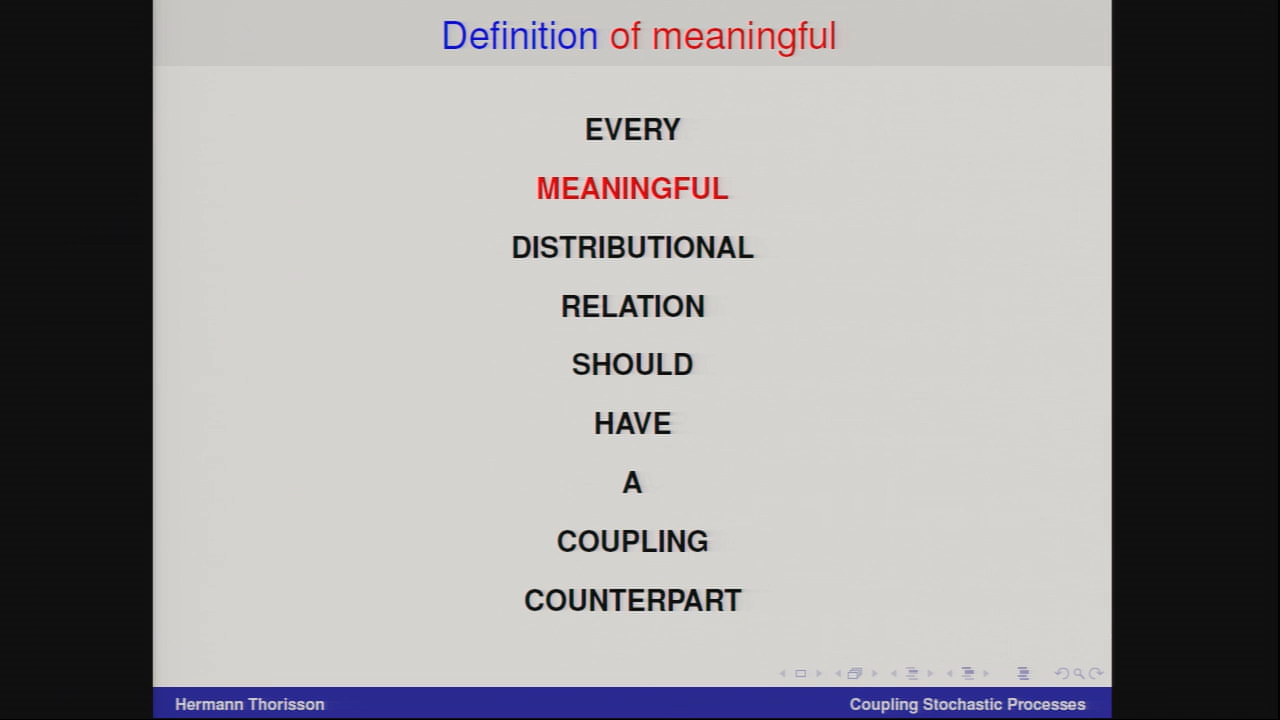 Definition of meaningful
EVERY
MEANINGFUL
DISTRIBUTIONAL
RELATION
SHOULD
HAVE
A
COUPLING
COUNTERPART
Hermann Thorisson
Coupling Stochastic Processes